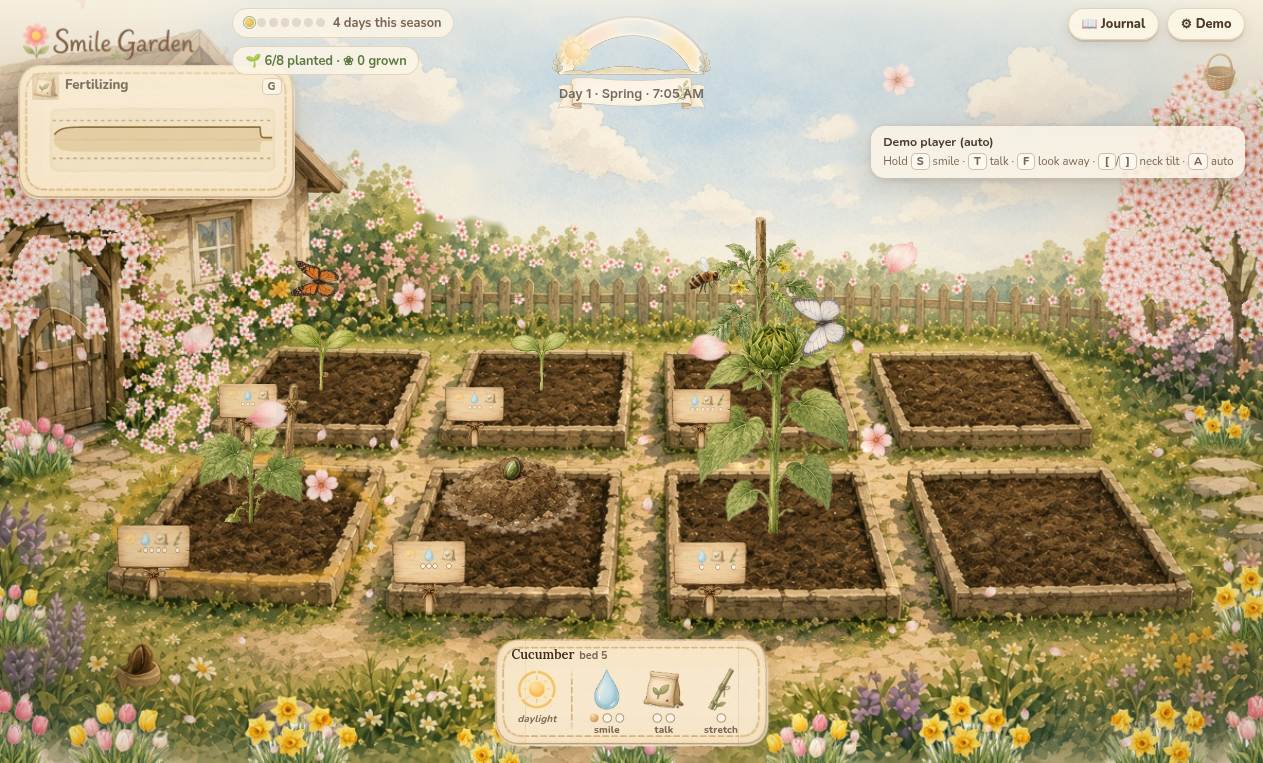 Smile Garden
4 days this season
6/8 planted · ❀ 0 grown
Fertilizing
G
Day 1 · Spring · 7:05 AM
Journal
Demo
Demo player (auto)
Hold S smile · T talk · F look away · [ / ] neck tilt · A auto
Cucumber bed 5
daylight
smile
talk
stretch